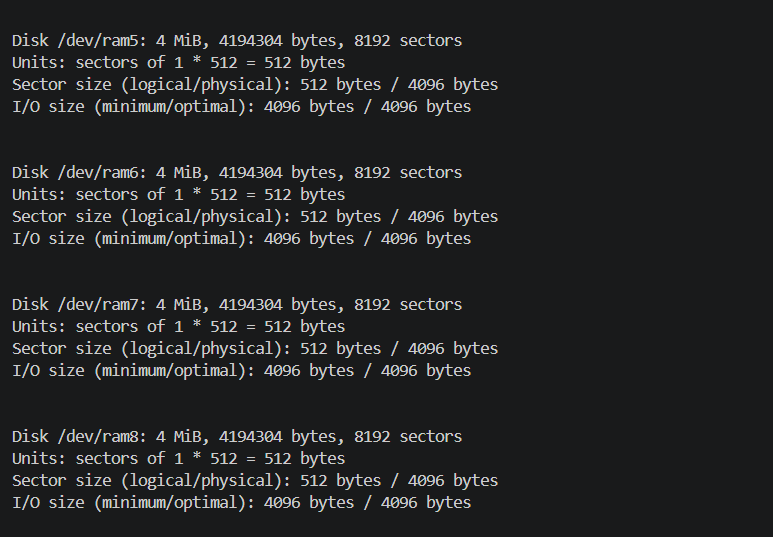 Disk /dev/ram5: 4 MiB, 4194304 bytes, 8192 sectors
Units: sectors of 1 * 512 = 512 bytes
Sector size (logical/physical): 512 bytes / 4096 bytes
I/O size (minimum/optimal): 4096 bytes / 4096 bytes
Disk /dev/ram6: 4 MiB, 4194304 bytes, 8192 sectors
Units: sectors of 1 * 512 = 512 bytes
Sector size (logical/physical): 512 bytes / 4096 bytes
I/O size (minimum/optimal): 4096 bytes / 4096 bytes
Disk /dev/ram7: 4 MiB, 4194304 bytes, 8192 sectors
Units: sectors of 1 * 512 = 512 bytes
Sector size (logical/physical): 512 bytes / 4096 bytes
I/O size (minimum/optimal): 4096 bytes / 4096 bytes
Disk /dev/ram8: 4 MiB, 4194304 bytes, 8192 sectors
Units: sectors of 1 * 512 = 512 bytes
Sector size (logical/physical): 512 bytes / 4096 bytes
I/O size (minimum/optimal): 4096 bytes / 4096 bytes